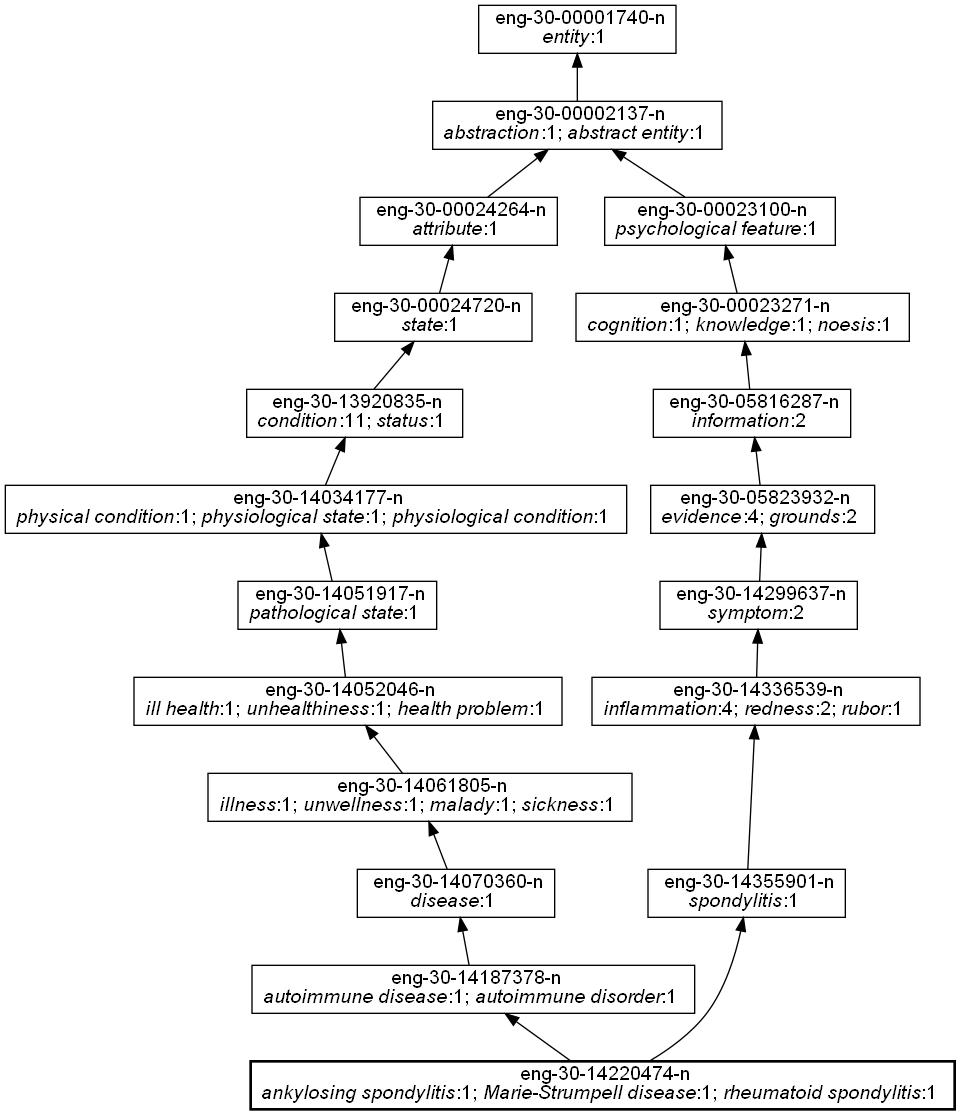 eng-30-00001740-n
entity:1
eng-30-00002137-n
abstraction:1; abstract entity:1
eng-30-00024264-n
attribute:1
eng-30-00023100-n
psychological feature:1
eng-30-00024720-n
state:1
eng-30-00023271-n
cognition:1; knowledge:1; noesis:1
eng-30-13920835-n
condition:11; status:1
eng-30-05816287-n
information:2
eng-30-14034177-n
physical condition:1; physiological state:1; physiological condition:1
eng-30-05823932-n
evidence:4; grounds:2
eng-30-14051917-n
pathological state:1
eng-30-14299637-n
symptom:2
eng-30-14052046-n
ill health:1; unhealthiness:1; health problem:1
eng-30-14336539-n
inflammation:4; redness:2; rubor:1
eng-30-14061805-n
illness:1; unwellness:1; malady:1; sickness:1
eng-30-14070360-n
disease:1
eng-30-14355901-n
spondylitis:1
eng-30-14187378-n
autoimmune disease:1; autoimmune disorder:1
eng-30-14220474-n
ankylosing spondylitis:1; Marie-Strumpell disease:1; rheumatoid spondylitis:1